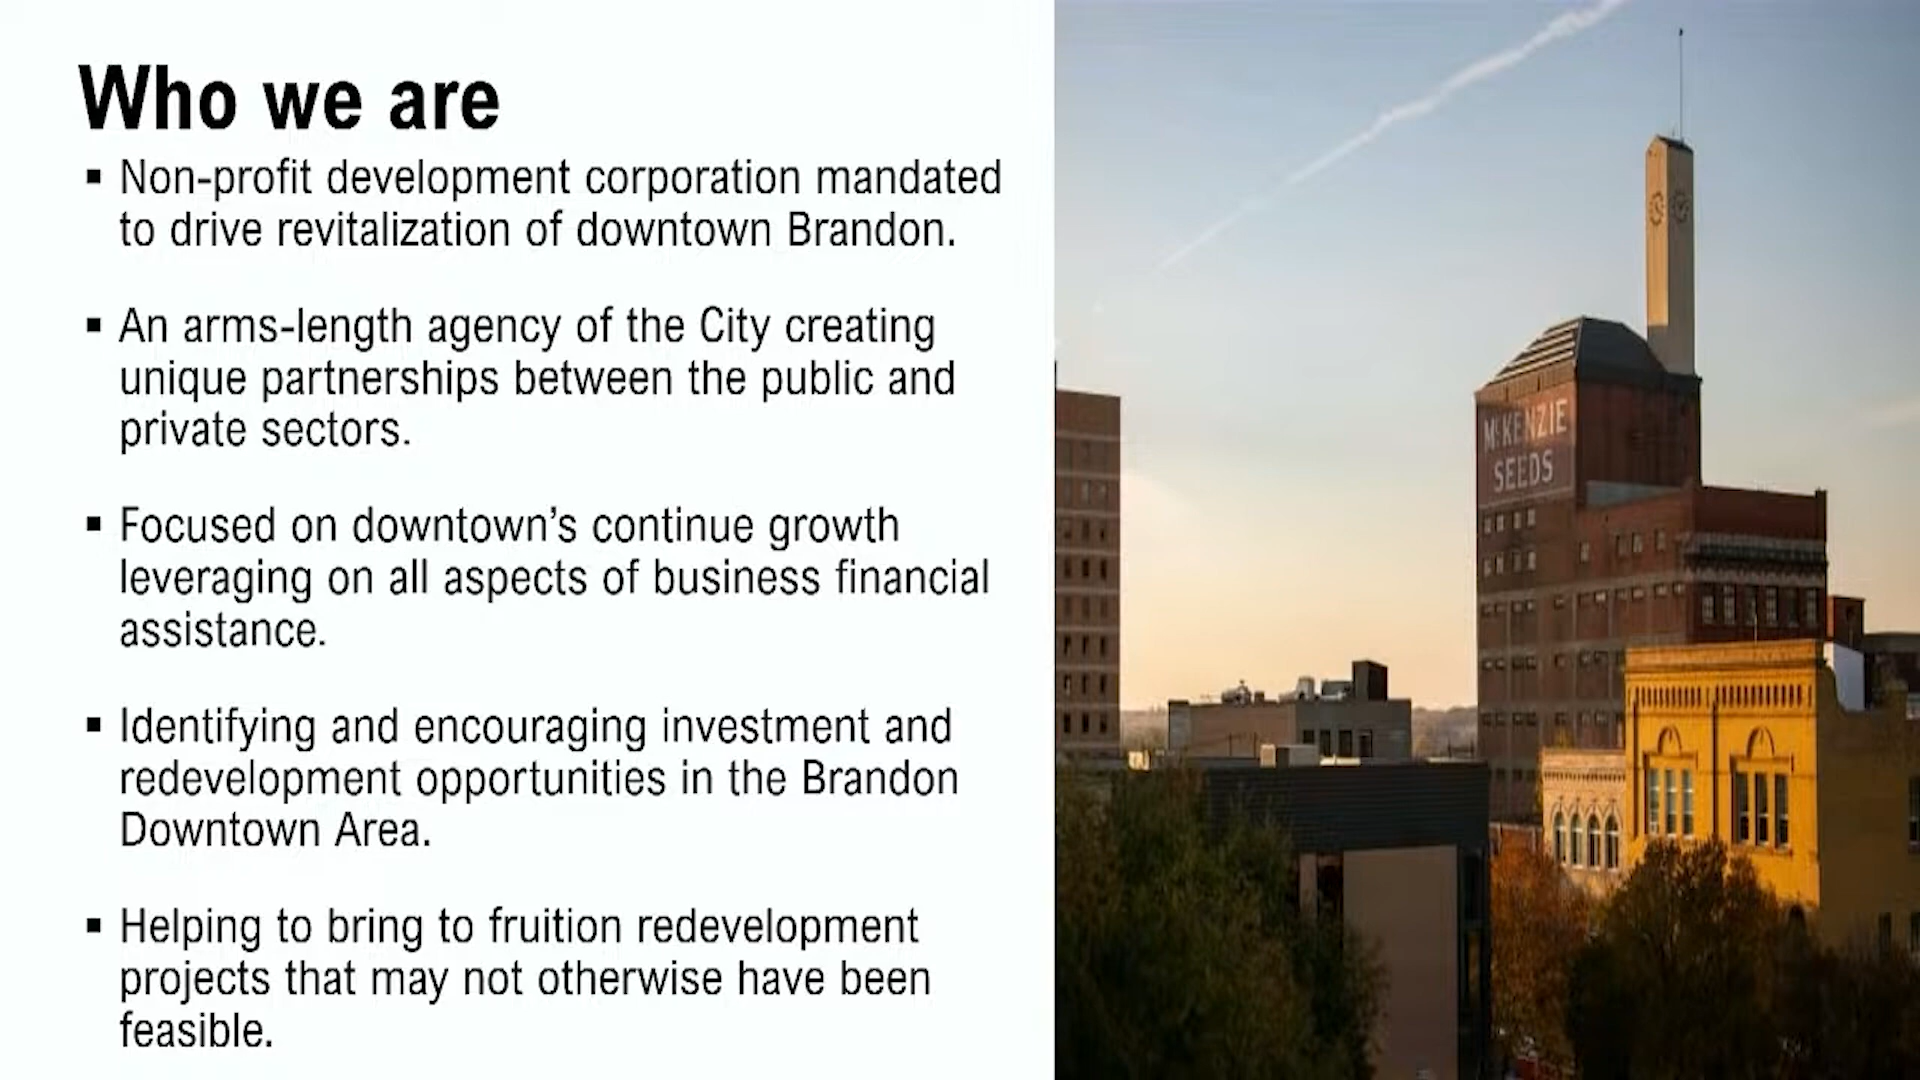 Who we are
▪ Non-profit development corporation mandated
to drive revitalization of downtown Brandon.
▪ An arms-length agency of the City creating
unique partnerships between the public and
private sectors.
▪ Focused on downtown’s continue growth
leveraging on all aspects of business financial
assistance.
▪ Identifying and encouraging investment and
redevelopment opportunities in the Brandon
Downtown Area.
▪ Helping to bring to fruition redevelopment
projects that may not otherwise have been
feasible.
McKENZIE
SEEDS